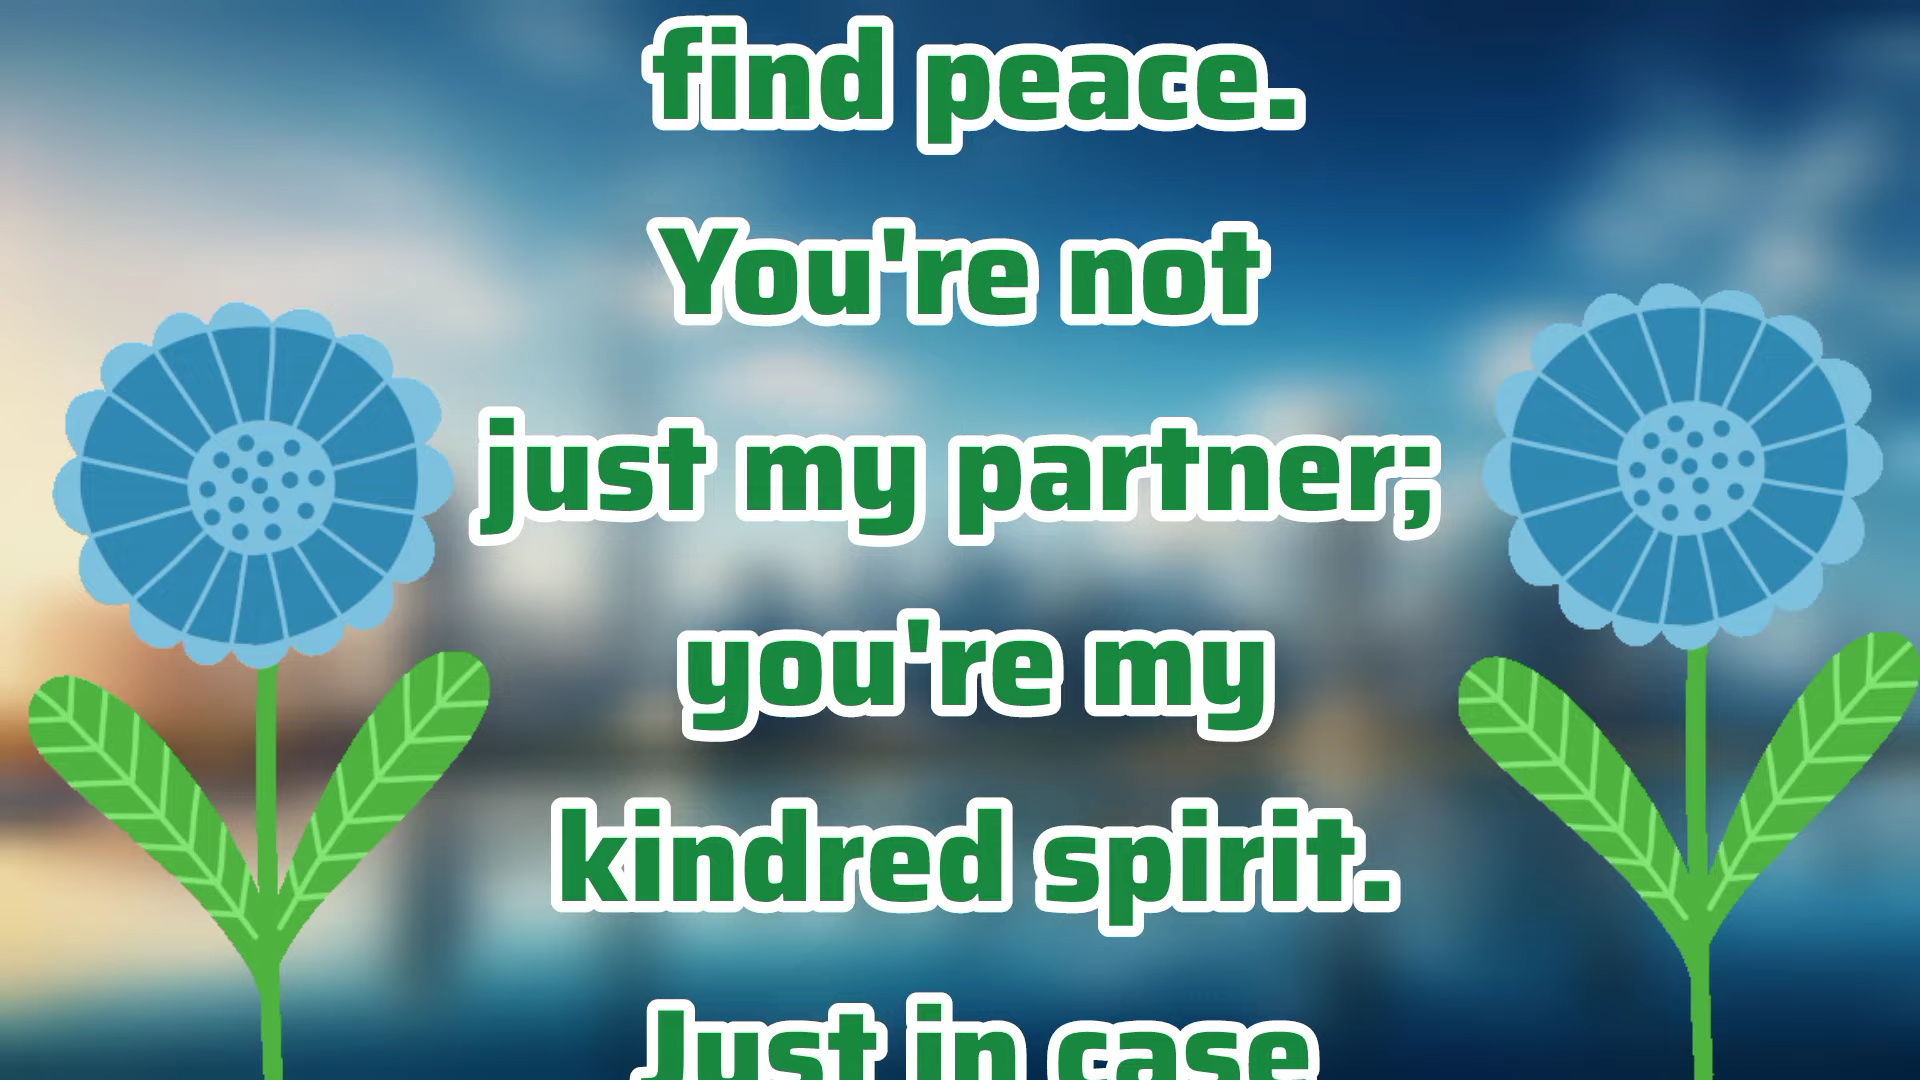 find peace.
You're not
just my partner;
you're my
kindred spirit.
Just in case